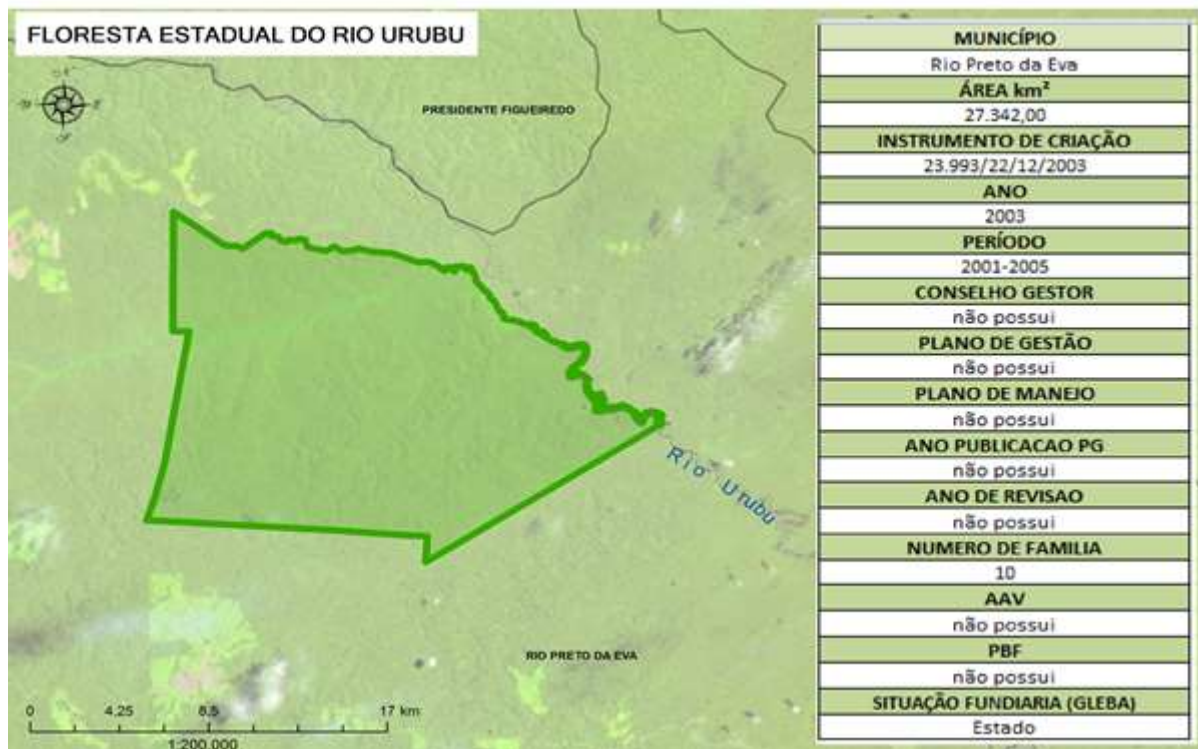 FLORESTA ESTADUAL DO RIO URUBU
PRESIDENTE FIGUEIREDO
Rio Urubu
RIO PRETO DA EVA
0 4.25 8.5 17 km
1:200.000
MUNICÍPIO
Rio Preto da Eva
ÁREA km²
27.342,00
INSTRUMENTO DE CRIAÇÃO
23.993/22/12/2003
ANO
2003
PERÍODO
2001-2005
CONSELHO GESTOR
não possui
PLANO DE GESTÃO
não possui
PLANO DE MANEJO
não possui
ANO PUBLICACAO PG
não possui
ANO DE REVISAO
não possui
NUMERO DE FAMILIA
10
AAV
não possui
PBF
não possui
SITUAÇÃO FUNDIARIA (GLEBA)
Estado